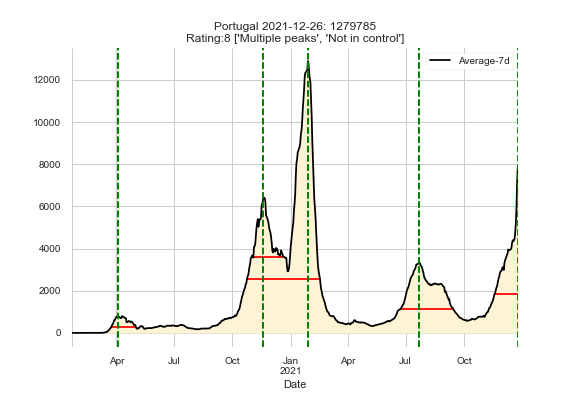 Portugal 2021-12-26: 1279785
Rating:8 ['Multiple peaks', 'Not in control']
Average-7d
12000
10000
8000
6000
4000
2000
0
Apr Jul Oct Jan Apr Jul Oct
2021
Date